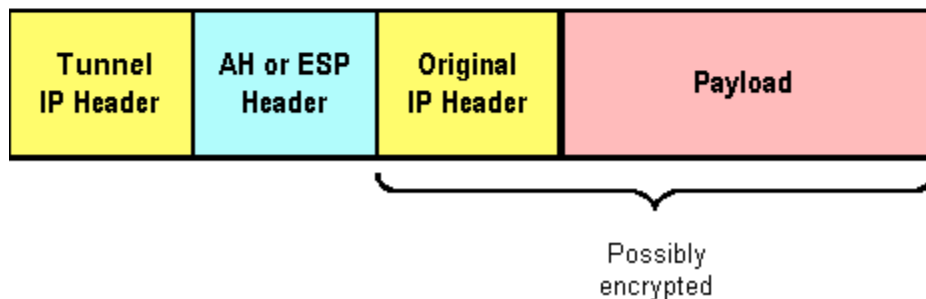 Tunnel
IP Header
AH or ESP
Header
Original
IP Header
Payload
Possibly
encrypted